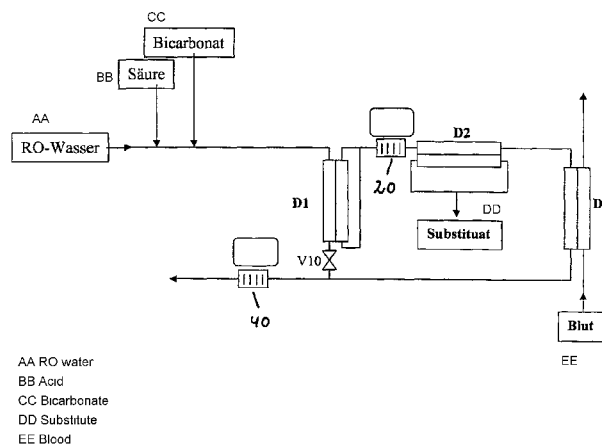 CC
Bicarbonat
BB
Säure
AA
RO-Wasser
D1
20
D2
DD
Substituat
D
V10
40
Blut
EE
AA RO water
BB Acid
CC Bicarbonate
DD Substitute
EE Blood